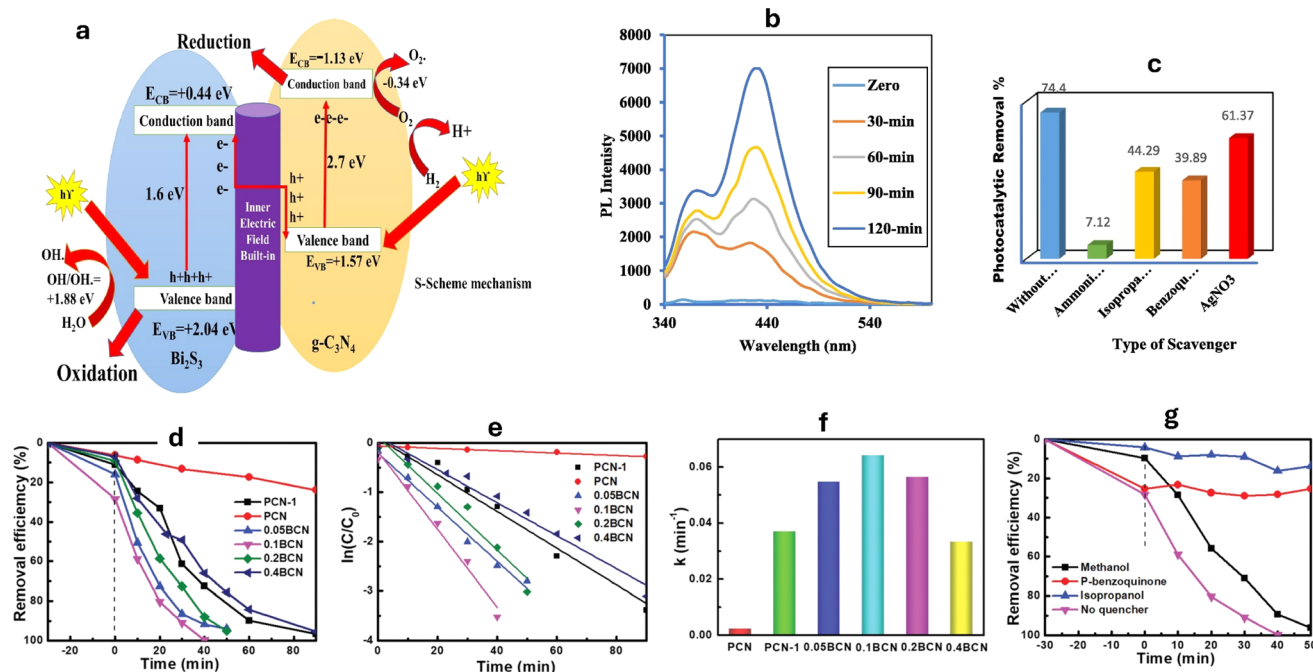 a
Reduction
E_CB=-1.13 eV
O₂.
Conduction band
-0.34 eV
E_CB=+0.44 eV
Conduction band
e-e-e-
O₂
H+
e-
e-
e-
2.7 eV
H₂
hϒ
hϒ
1.6 eV
h+
h+
h+
Inner
Electric
Field
Built-in
Valence band
E_VB=+1.57 eV
OH.
OH/OH.=
+1.88 eV
h+h+h+
Valence band
H₂O
E_VB=+2.04 eV
Bi₂S₃
g-C₃N₄
S-Scheme mechanism
Oxidation
b
PL Intenisty
8000
7000
6000
5000
4000
3000
2000
1000
0
340
440
540
Wavelength (nm)
Zero
30-min
60-min
90-min
120-min
c
Photocatalytic Removal %
74.4
7.12
44.29
39.89
61.37
Without...
Ammoni...
Isopropa...
Benzoqu...
AgNO3
Type of Scavenger
d
Removal efficiemcy (%)
0
20
40
60
80
100
-20
0
20
40
60
80
Time (min)
PCN-1
PCN
0.05BCN
0.1BCN
0.2BCN
0.4BCN
e
ln(C/C₀)
0
-1
-2
-3
-4
0
20
40
60
80
Time (min)
PCN-1
PCN
0.05BCN
0.1BCN
0.2BCN
0.4BCN
f
k (min⁻¹)
0.06
0.04
0.02
0.00
PCN
PCN-1
0.05BCN
0.1BCN
0.2BCN
0.4BCN
g
Removal efficiemcy (%)
0
20
40
60
80
100
-30
-20
-10
0
10
20
30
40
50
Time (min)
Methanol
P-benzoquinone
Isopropanol
No quencher